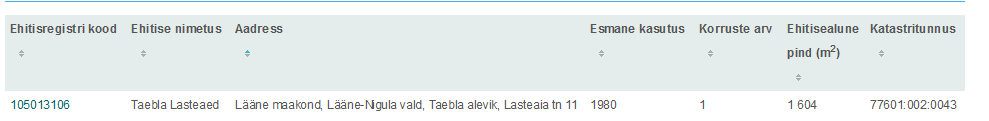 Ehitisregistri kood Ehitise nimetus Aadress Esmane kasutus Korruste arv Ehitisealune pind (m²) Katastritunnus
105013106 Taebla Lasteaed Lääne maakond, Lääne-Nigula vald, Taebla alevik, Lasteaia tn 11 1980 1 1 604 77601:002:0043